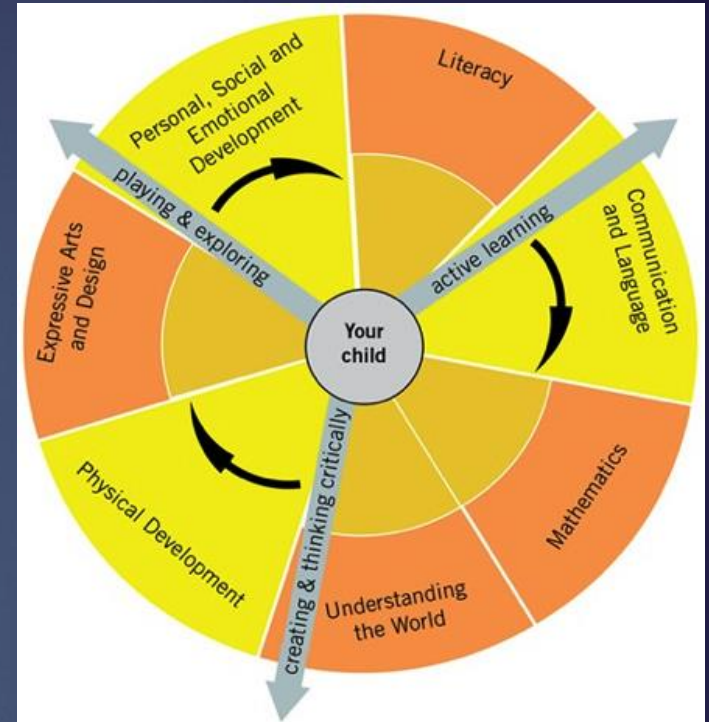 Personal, Social and
Emotional
Development
Literacy
playing & exploring
active learning
Communication
and Language
Expressive Arts
and Design
Your
child
creating & thinking critically
Mathematics
Physical Development
Understanding
the World